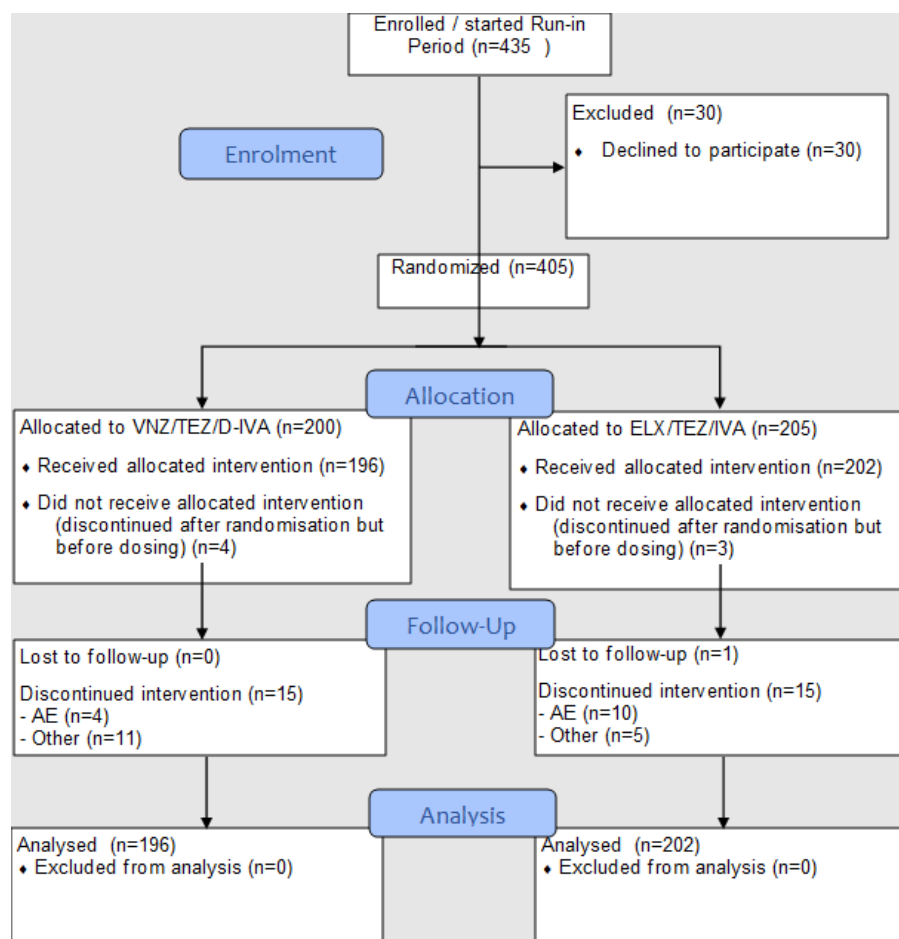 Enrolled / started Run-in
Period (n=435 )
Excluded (n=30)
♦ Declined to participate (n=30)
Enrolment
Randomized (n=405)
Allocation
Allocated to VNZ/TEZ/D-IVA (n=200)
♦ Received allocated intervention (n=196)
♦ Did not receive allocated intervention
(discontinued after randomisation but
before dosing) (n=4)
Allocated to ELX/TEZ/IVA (n=205)
♦ Received allocated intervention (n=202)
♦ Did not receive allocated intervention
(discontinued after randomisation but
before dosing) (n=3)
Follow-Up
Lost to follow-up (n=0)
Discontinued intervention (n=15)
- AE (n=4)
- Other (n=11)
Lost to follow-up (n=1)
Discontinued intervention (n=15)
- AE (n=10)
- Other (n=5)
Analysis
Analysed (n=196)
♦ Excluded from analysis (n=0)
Analysed (n=202)
♦ Excluded from analysis (n=0)